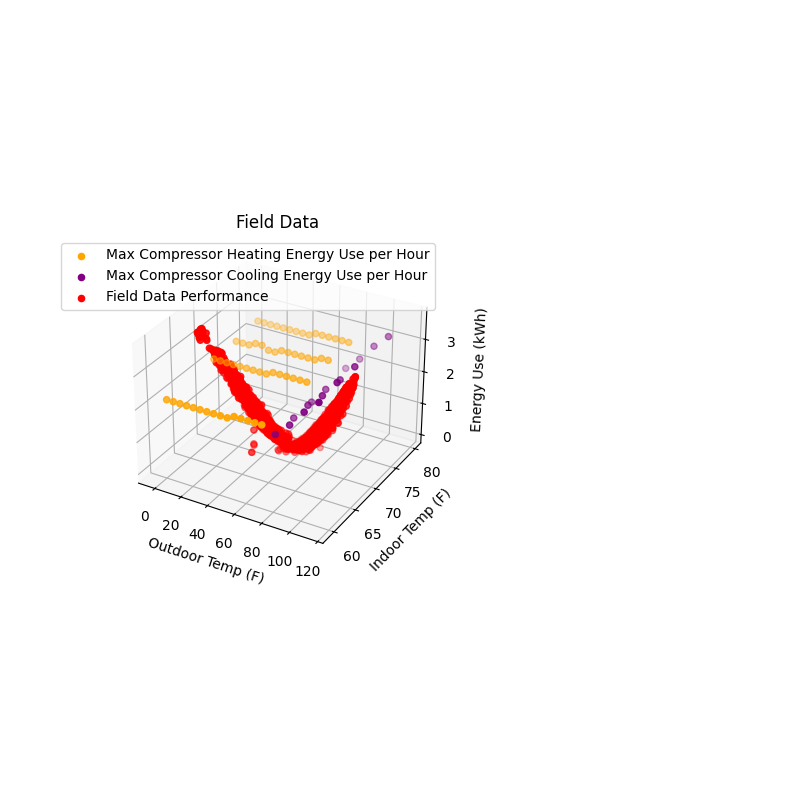 Field Data
Max Compressor Heating Energy Use per Hour
Max Compressor Cooling Energy Use per Hour
Field Data Performance
Energy Use (kWh)
3
2
1
0
80
75
70
65
60
Indoor Temp (F)
0
20
40
60
80
100
120
Outdoor Temp (F)